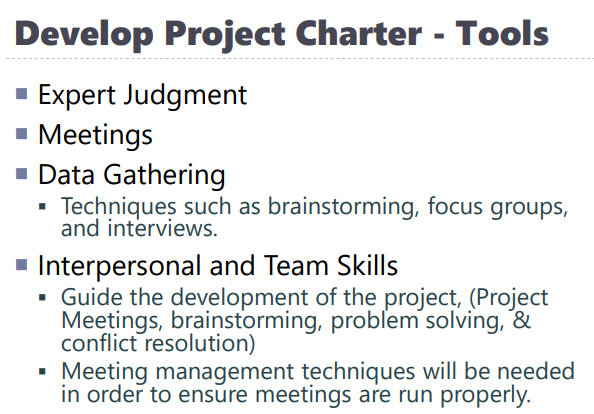 Develop Project Charter - Tools
Expert Judgment
Meetings
Data Gathering
Techniques such as brainstorming, focus groups,
and interviews.
Interpersonal and Team Skills
Guide the development of the project, (Project
Meetings, brainstorming, problem solving, &
conflict resolution)
Meeting management techniques will be needed
in order to ensure meetings are run properly.